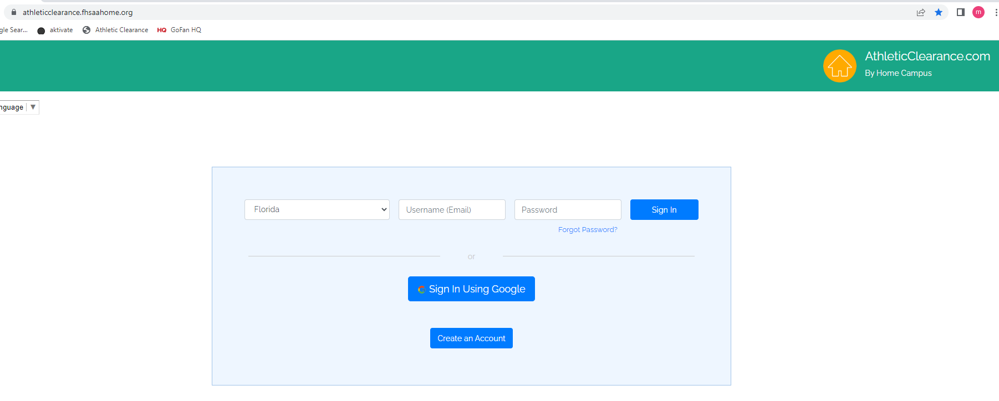 athleticclearance.fhsaahome.org
gle Sear... aktivate Athletic Clearance HQ GoFan HQ
m
AthleticClearance.com
By Home Campus
nguage ▼
Florida Username (Email) Password Sign In
Forgot Password?
or
Sign In Using Google
Create an Account